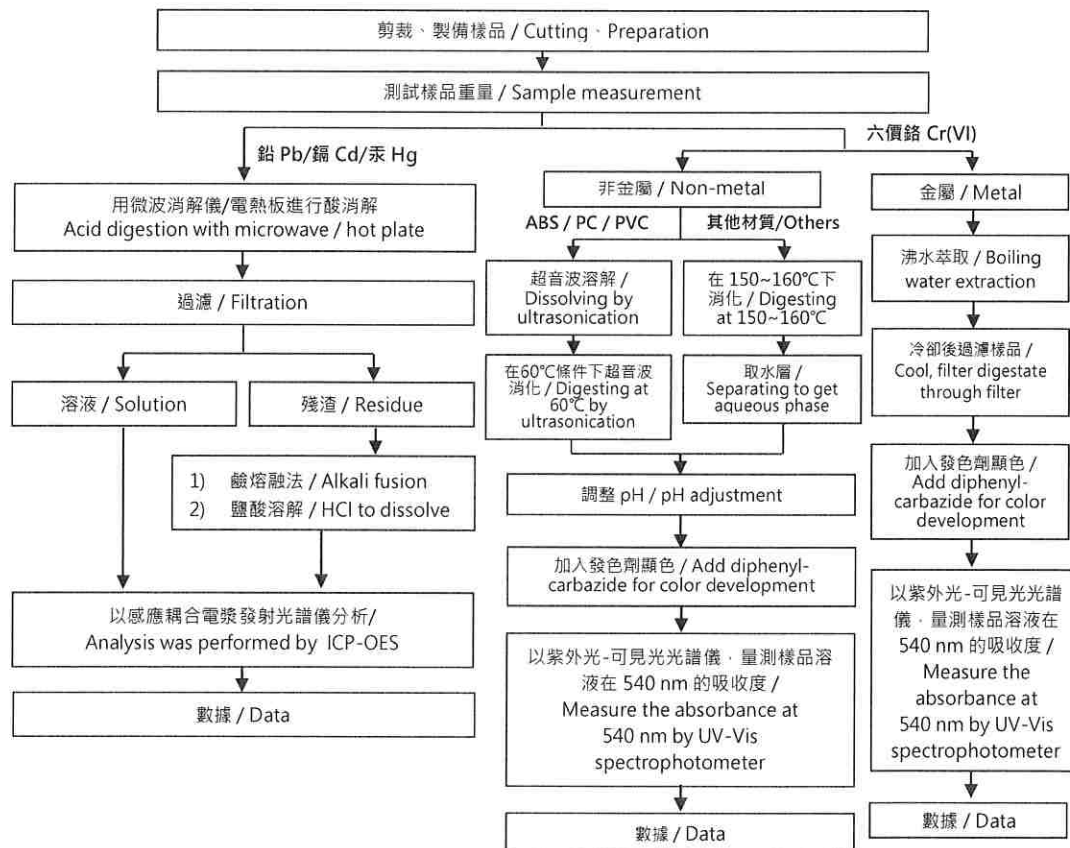 剪裁、製備樣品 / Cutting、Preparation
測試樣品重量 / Sample measurement
鉛 Pb/鎘 Cd/汞 Hg
用微波消解儀/電熱板進行酸消解
Acid digestion with microwave / hot plate
過濾 / Filtration
溶液 / Solution
殘渣 / Residue
1) 鹼熔融法 / Alkali fusion
2) 鹽酸溶解 / HCl to dissolve
以感應耦合電漿發射光譜儀分析/
Analysis was performed by ICP-OES
數據 / Data
六價鉻 Cr(VI)
非金屬 / Non-metal
ABS / PC / PVC
超音波溶解 /
Dissolving by
ultrasonication
在60℃條件下超音波
消化 / Digesting at
60℃ by
ultrasonication
其他材質/Others
在 150~160℃下
消化 / Digesting
at 150~160℃
取水層 /
Separating to get
aqueous phase
調整 pH / pH adjustment
加入發色劑顯色 / Add diphenyl-
carbazide for color development
以紫外光-可見光光譜儀﹐量測樣品溶
液在 540 nm 的吸收度 /
Measure the absorbance at
540 nm by UV-Vis
spectrophotometer
數據 / Data
金屬 / Metal
沸水萃取 / Boiling
water extraction
冷卻後過濾樣品 /
Cool, filter digestate
through filter
加入發色劑顯色 /
Add diphenyl-
carbazide for color
development
以紫外光-可見光光譜
儀﹐量測樣品溶液在
540 nm 的吸收度 /
Measure the
absorbance at
540 nm by UV-Vis
spectrophotometer
數據 / Data